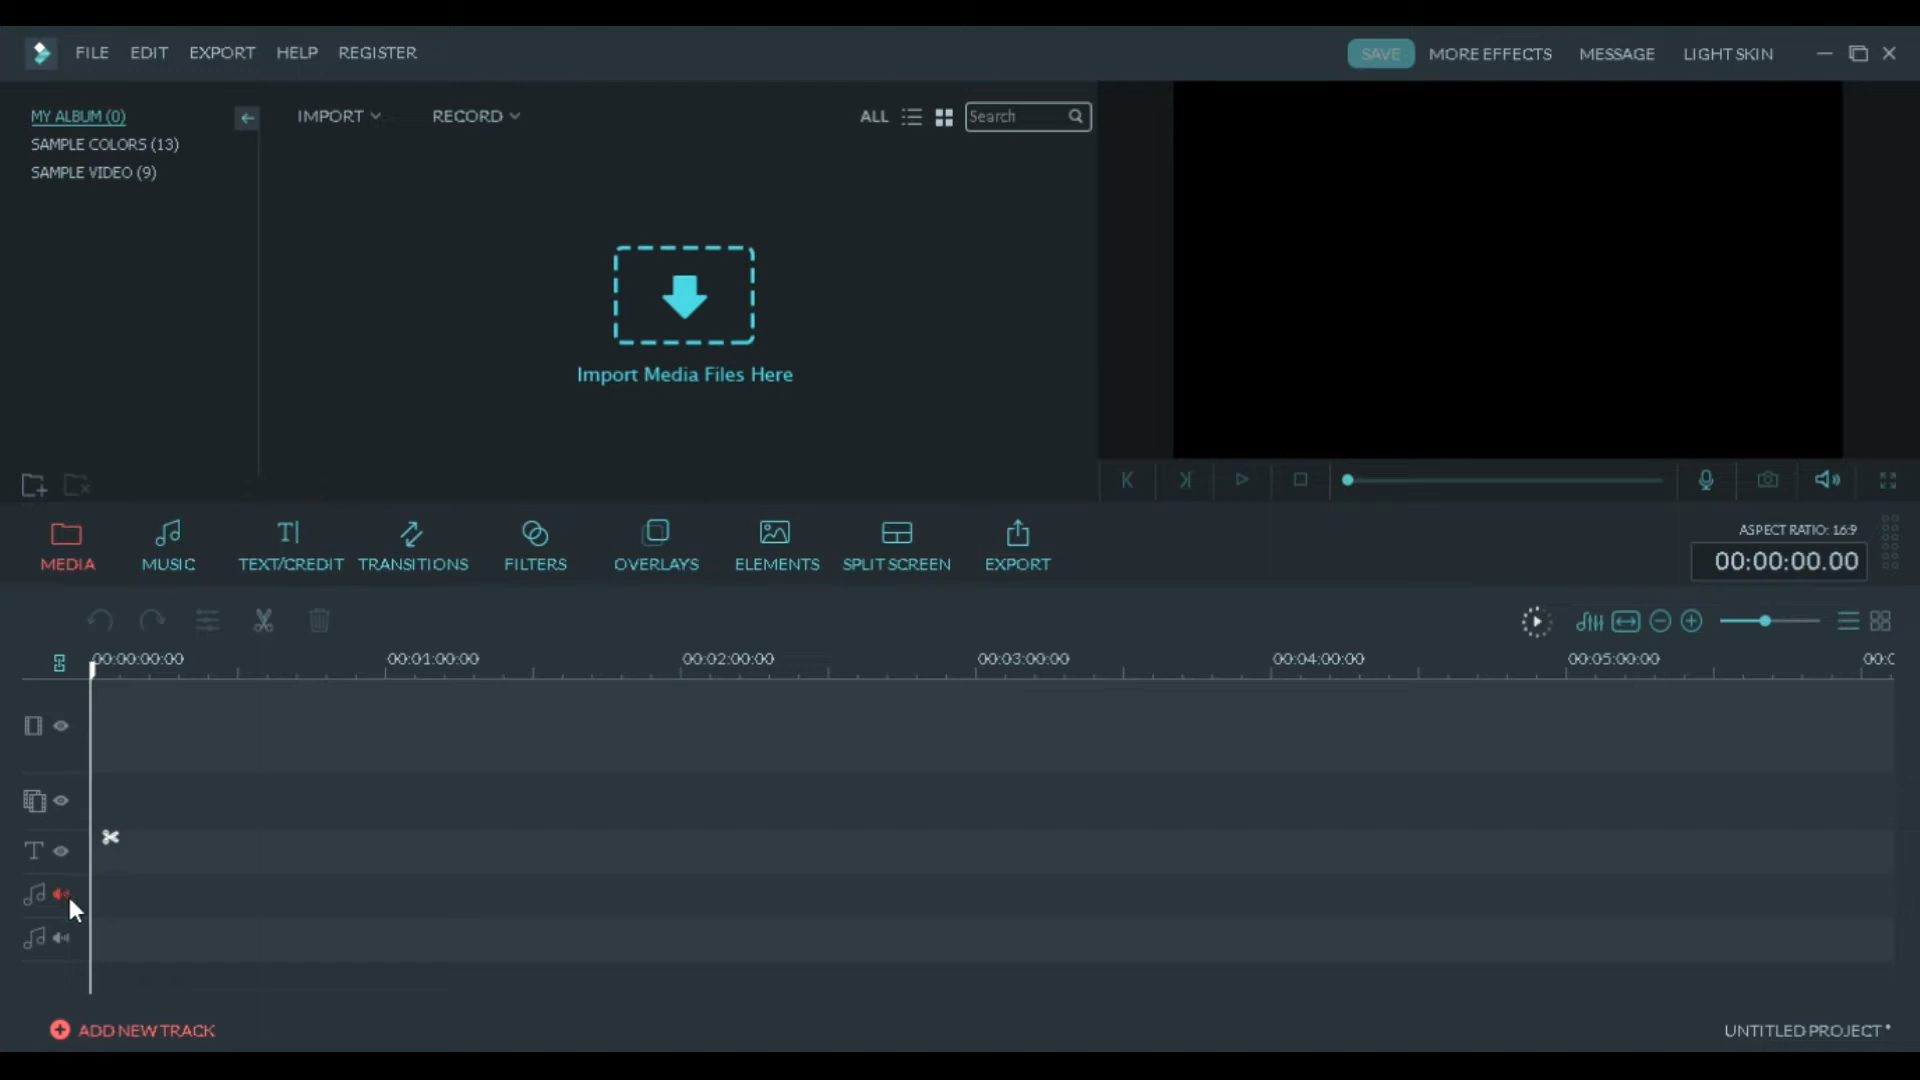 FILE EDIT EXPORT HELP REGISTER
SAVE MORE EFFECTS MESSAGE LIGHT SKIN
MY ALBUM (0)
SAMPLE COLORS (13)
SAMPLE VIDEO (9)
IMPORT RECORD ALL Search
Import Media Files Here
MEDIA MUSIC TEXT/CREDIT TRANSITIONS FILTERS OVERLAYS ELEMENTS SPLIT SCREEN EXPORT
ASPECT RATIO: 16:9
00:00:00.00
00:00:00:00 00:01:00:00 00:02:00:00 00:03:00:00 00:04:00:00 00:05:00:00
ADD NEW TRACK
UNTITLED PROJECT *